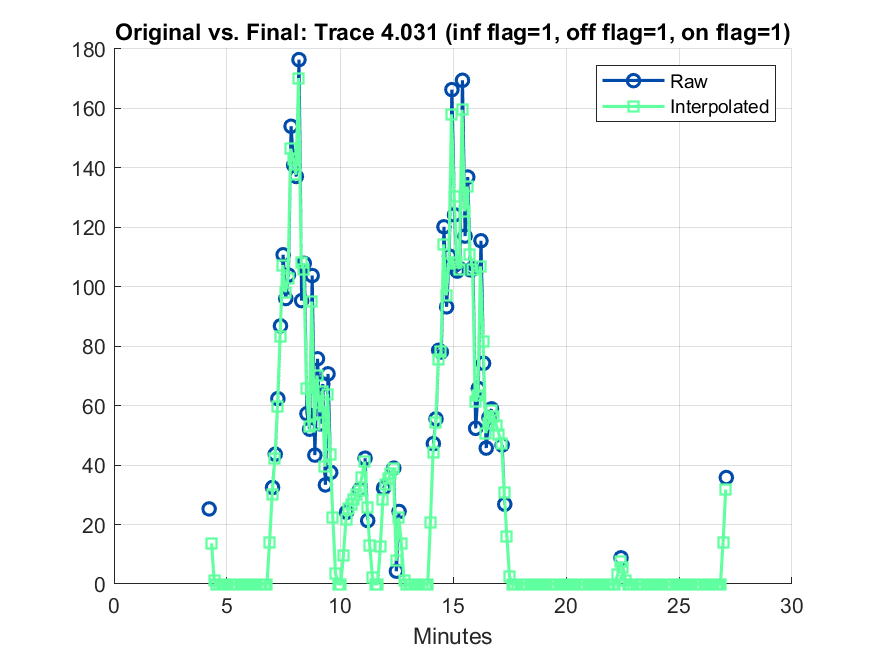 Original vs. Final: Trace 4.031 (inf flag=1, off flag=1, on flag=1)
180
160
140
120
100
80
60
40
20
0
Raw
Interpolated
0 5 10 15 20 25 30
Minutes